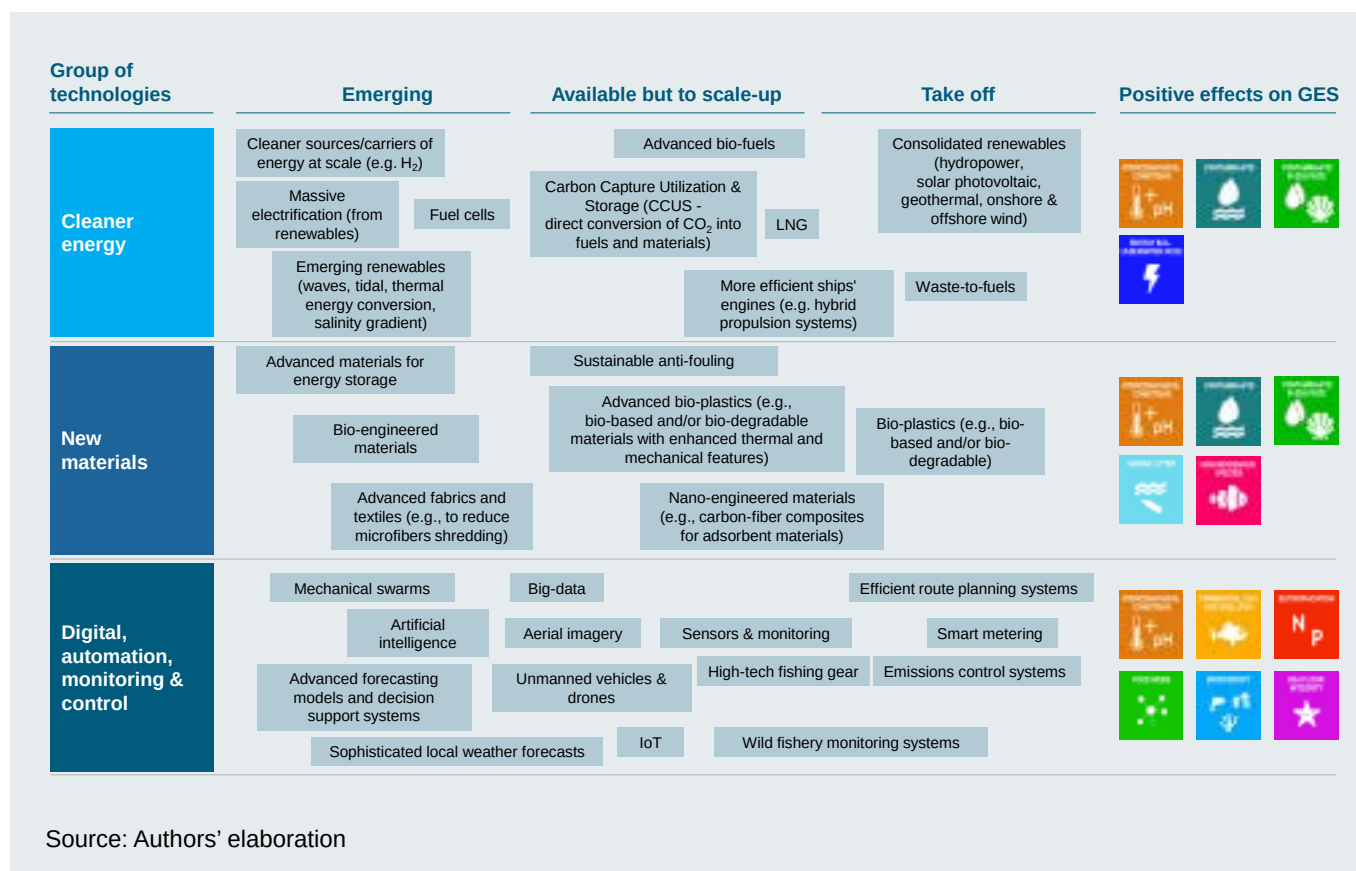 Group of
technologies
Emerging
Available but to scale-up
Take off
Positive effects on GES
Cleaner
energy
Cleaner sources/carriers of
energy at scale (e.g. H₂)
Massive
electrification (from
renewables)
Fuel cells
Emerging renewables
(waves, tidal, thermal
energy conversion,
salinity gradient)
Advanced bio-fuels
Carbon Capture Utilization &
Storage (CCUS -
direct conversion of CO₂ into
fuels and materials)
LNG
More efficient ships'
engines (e.g. hybrid
propulsion systems)
Consolidated renewables
(hydropower,
solar photovoltaic,
geothermal, onshore &
offshore wind)
Waste-to-fuels
+
pH
New
materials
Advanced materials for
energy storage
Bio-engineered
materials
Advanced fabrics and
textiles (e.g., to reduce
microfibers shredding)
Sustainable anti-fouling
Advanced bio-plastics (e.g.,
bio-based and/or bio-degradable
materials with enhanced thermal and
mechanical features)
Nano-engineered materials
(e.g., carbon-fiber composites
for adsorbent materials)
Bio-plastics (e.g., bio-
based and/or bio-
degradable)
+
pH
Digital,
automation,
monitoring &
control
Mechanical swarms
Artificial
intelligence
Advanced forecasting
models and decision
support systems
Sophisticated local weather forecasts
Big-data
Aerial imagery
Sensors & monitoring
Unmanned vehicles &
drones
High-tech fishing gear
IoT
Wild fishery monitoring systems
Efficient route planning systems
Smart metering
Emissions control systems
+
pH
N
P
Source: Authors’ elaboration